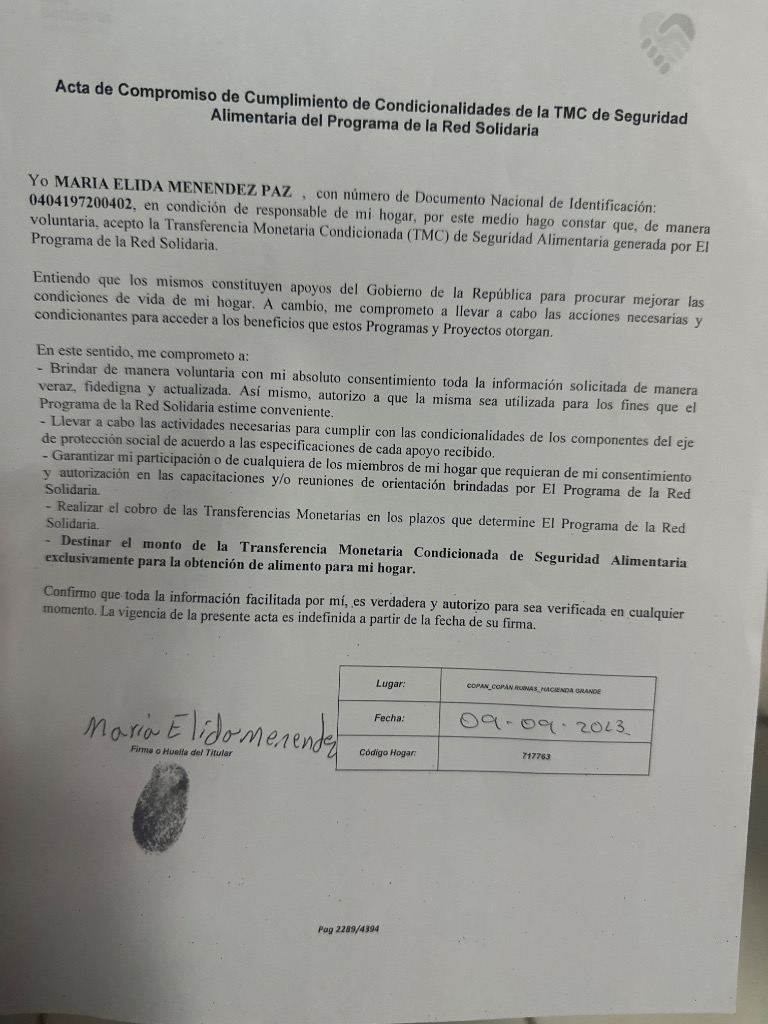 Acta de Compromiso de Cumplimiento de Condicionalidades de la TMC de Seguridad
Alimentaria del Programa de la Red Solidaria
Yo MARIA ELIDA MENENDEZ PAZ , con número de Documento Nacional de Identificación:
0404197200402, en condición de responsable de mi hogar, por este medio hago constar que, de manera
voluntaria, acepto la Transferencia Monetaria Condicionada (TMC) de Seguridad Alimentaria generada por El
Programa de la Red Solidaria.
Entiendo que los mismos constituyen apoyos del Gobierno de la República para procurar mejorar las
condiciones de vida de mi hogar. A cambio, me comprometo a llevar a cabo las acciones necesarias y
condicionantes para acceder a los beneficios que estos Programas y Proyectos otorgan.
En este sentido, me comprometo a:
- Brindar de manera voluntaria con mi absoluto consentimiento toda la información solicitada de manera
veraz, fidedigna y actualizada. Así mismo, autorizo a que la misma sea utilizada para los fines que el
Programa de la Red Solidaria estime conveniente.
- Llevar a cabo las actividades necesarias para cumplir con las condicionalidades de los componentes del eje
de protección social de acuerdo a las especificaciones de cada apoyo recibido.
- Garantizar mi participación o de cualquiera de los miembros de mi hogar que requieran de mi consentimiento
y autorización en las capacitaciones y/o reuniones de orientación brindadas por El Programa de la Red
Solidaria.
- Realizar el cobro de las Transferencias Monetarias en los plazos que determine El Programa de la Red
Solidaria.
- Destinar el monto de la Transferencia Monetaria Condicionada de Seguridad Alimentaria
exclusivamente para la obtención de alimento para mi hogar.
Confirmo que toda la información facilitada por mí, es verdadera y autorizo para sea verificada en cualquier
momento. La vigencia de la presente acta es indefinida a partir de la fecha de su firma.
Lugar: COPAN_COPÁN RUINAS_HACIENDA GRANDE
Fecha: 09-09-2023
Código Hogar: 717763
Maria Elida menendez
Firma o Huella del Titular
Pag 2289/4394